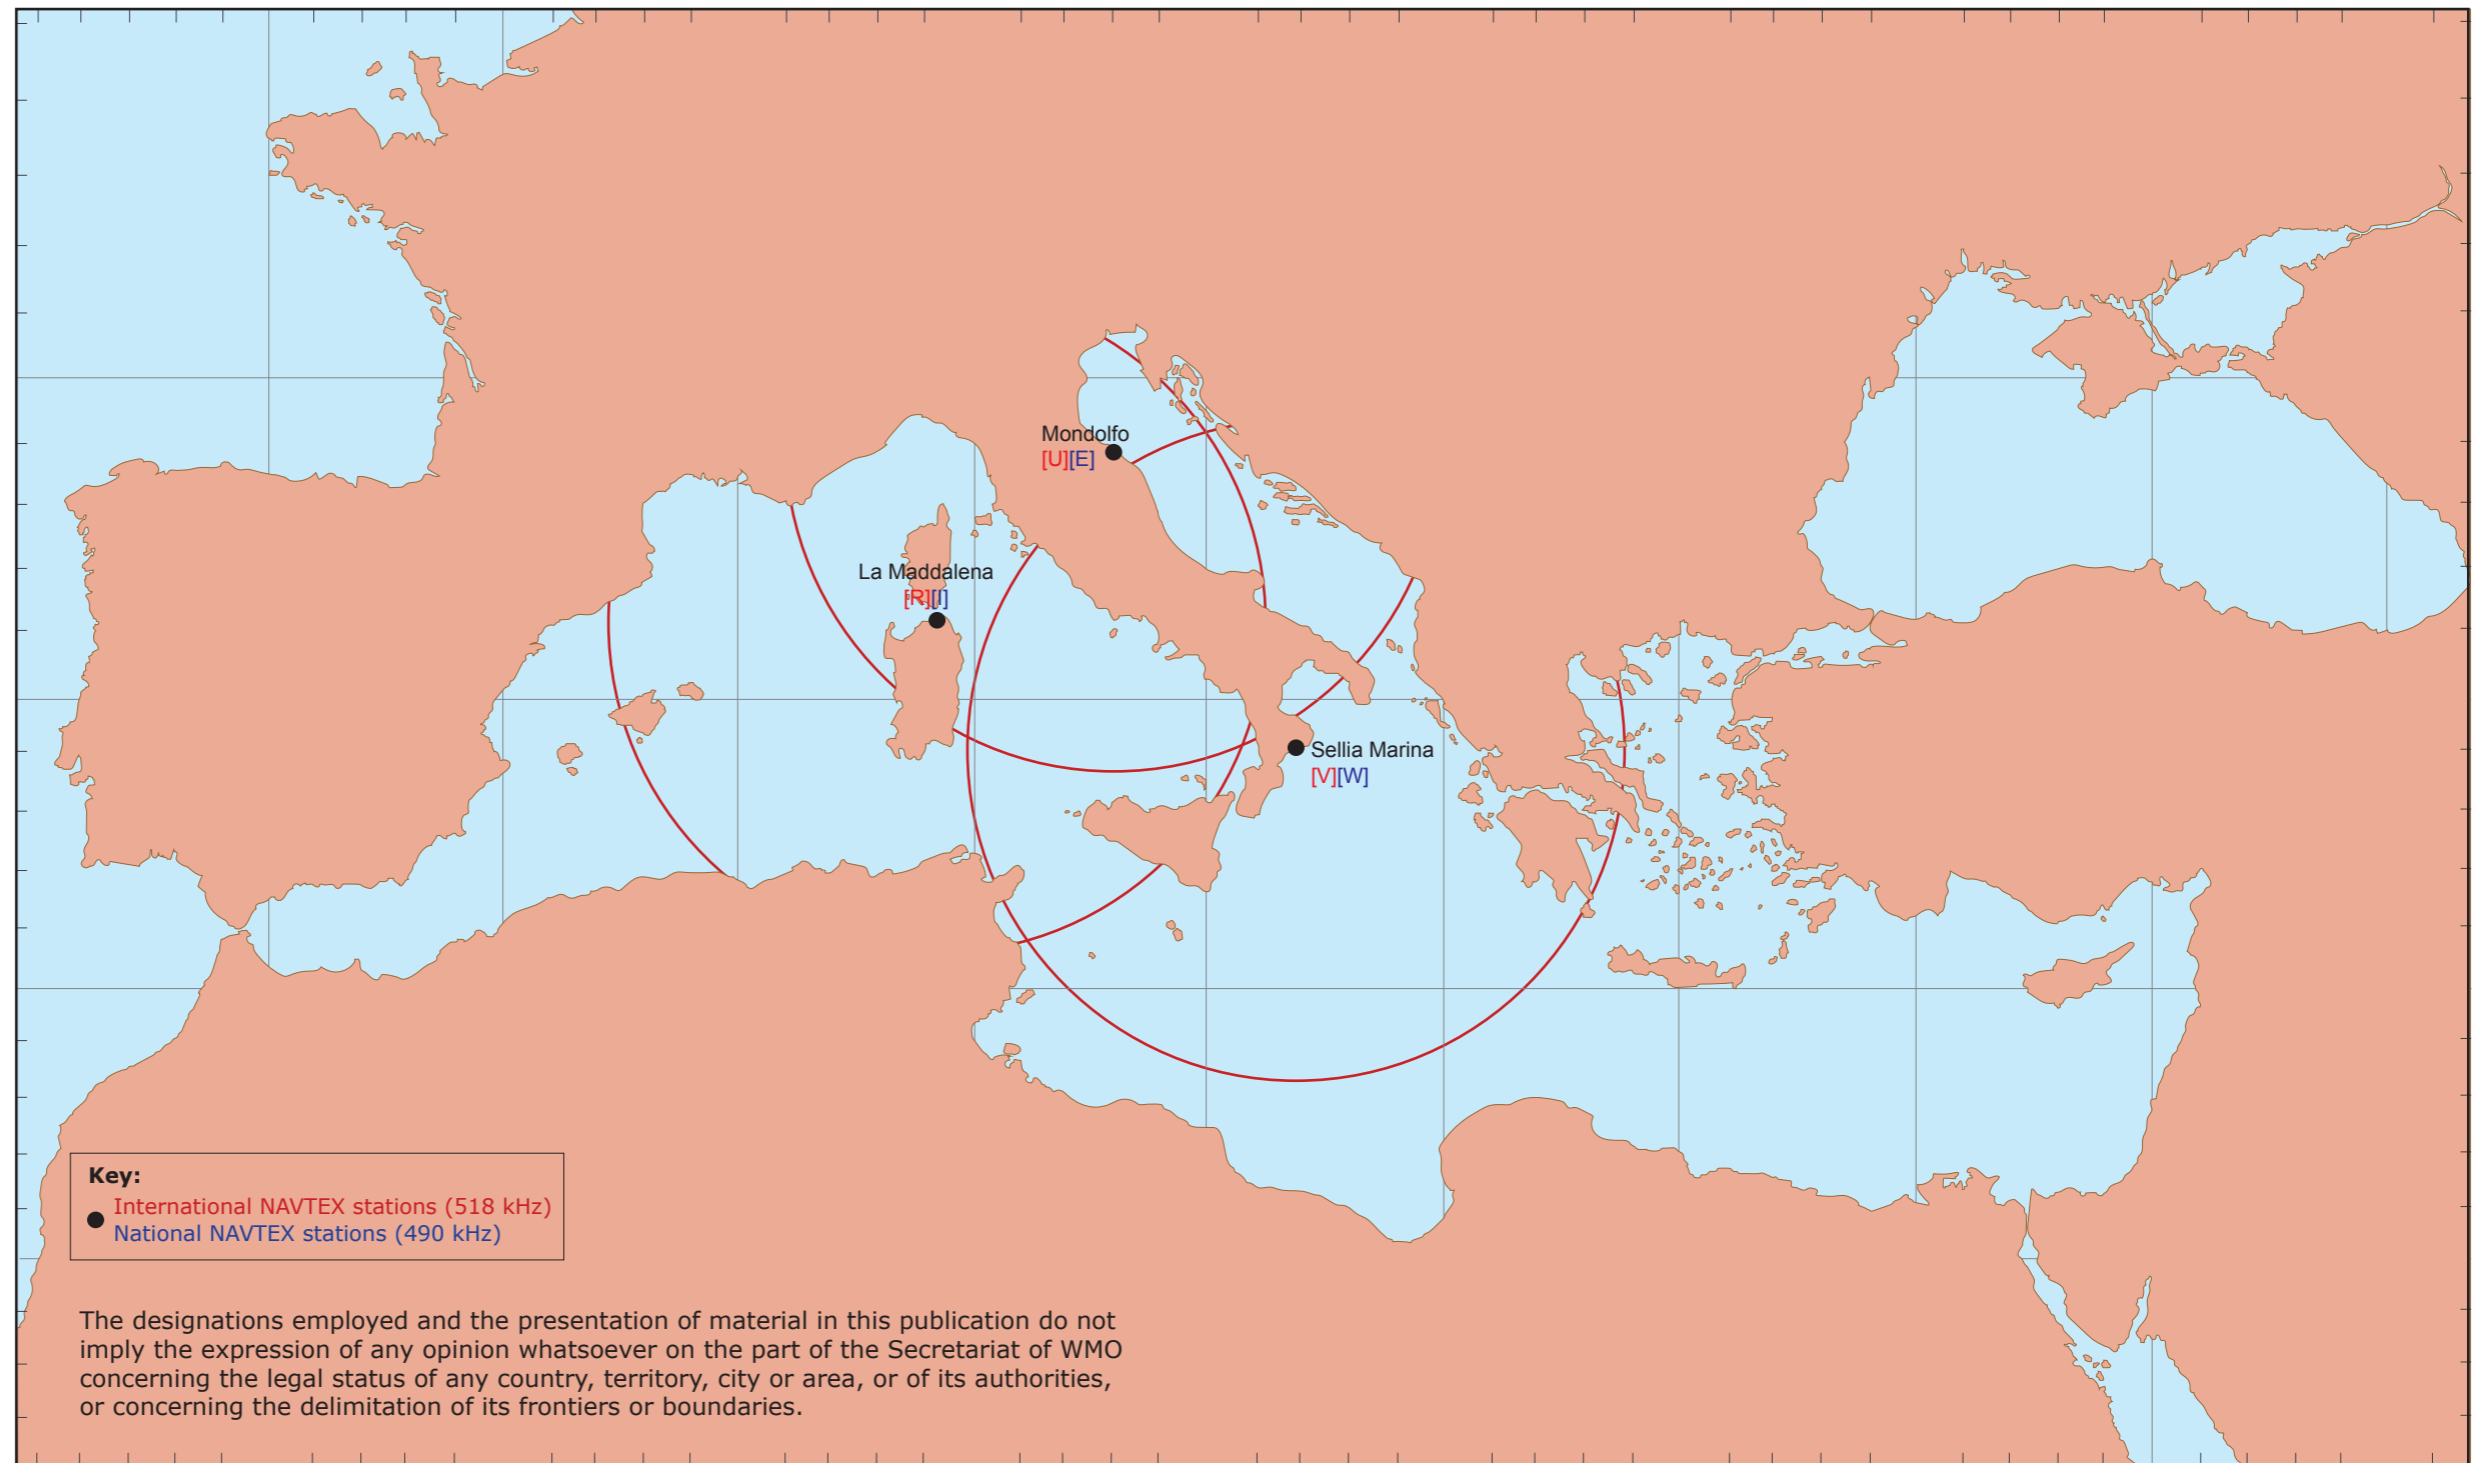 Mondolfo
[U][E]
La Maddalena
[R][I]
Sellia Marina
[V][W]
Key:
International NAVTEX stations (518 kHz)
National NAVTEX stations (490 kHz)
The designations employed and the presentation of material in this publication do not
imply the expression of any opinion whatsoever on the part of the Secretariat of WMO
concerning the legal status of any country, territory, city or area, or of its authorities,
or concerning the delimitation of its frontiers or boundaries.